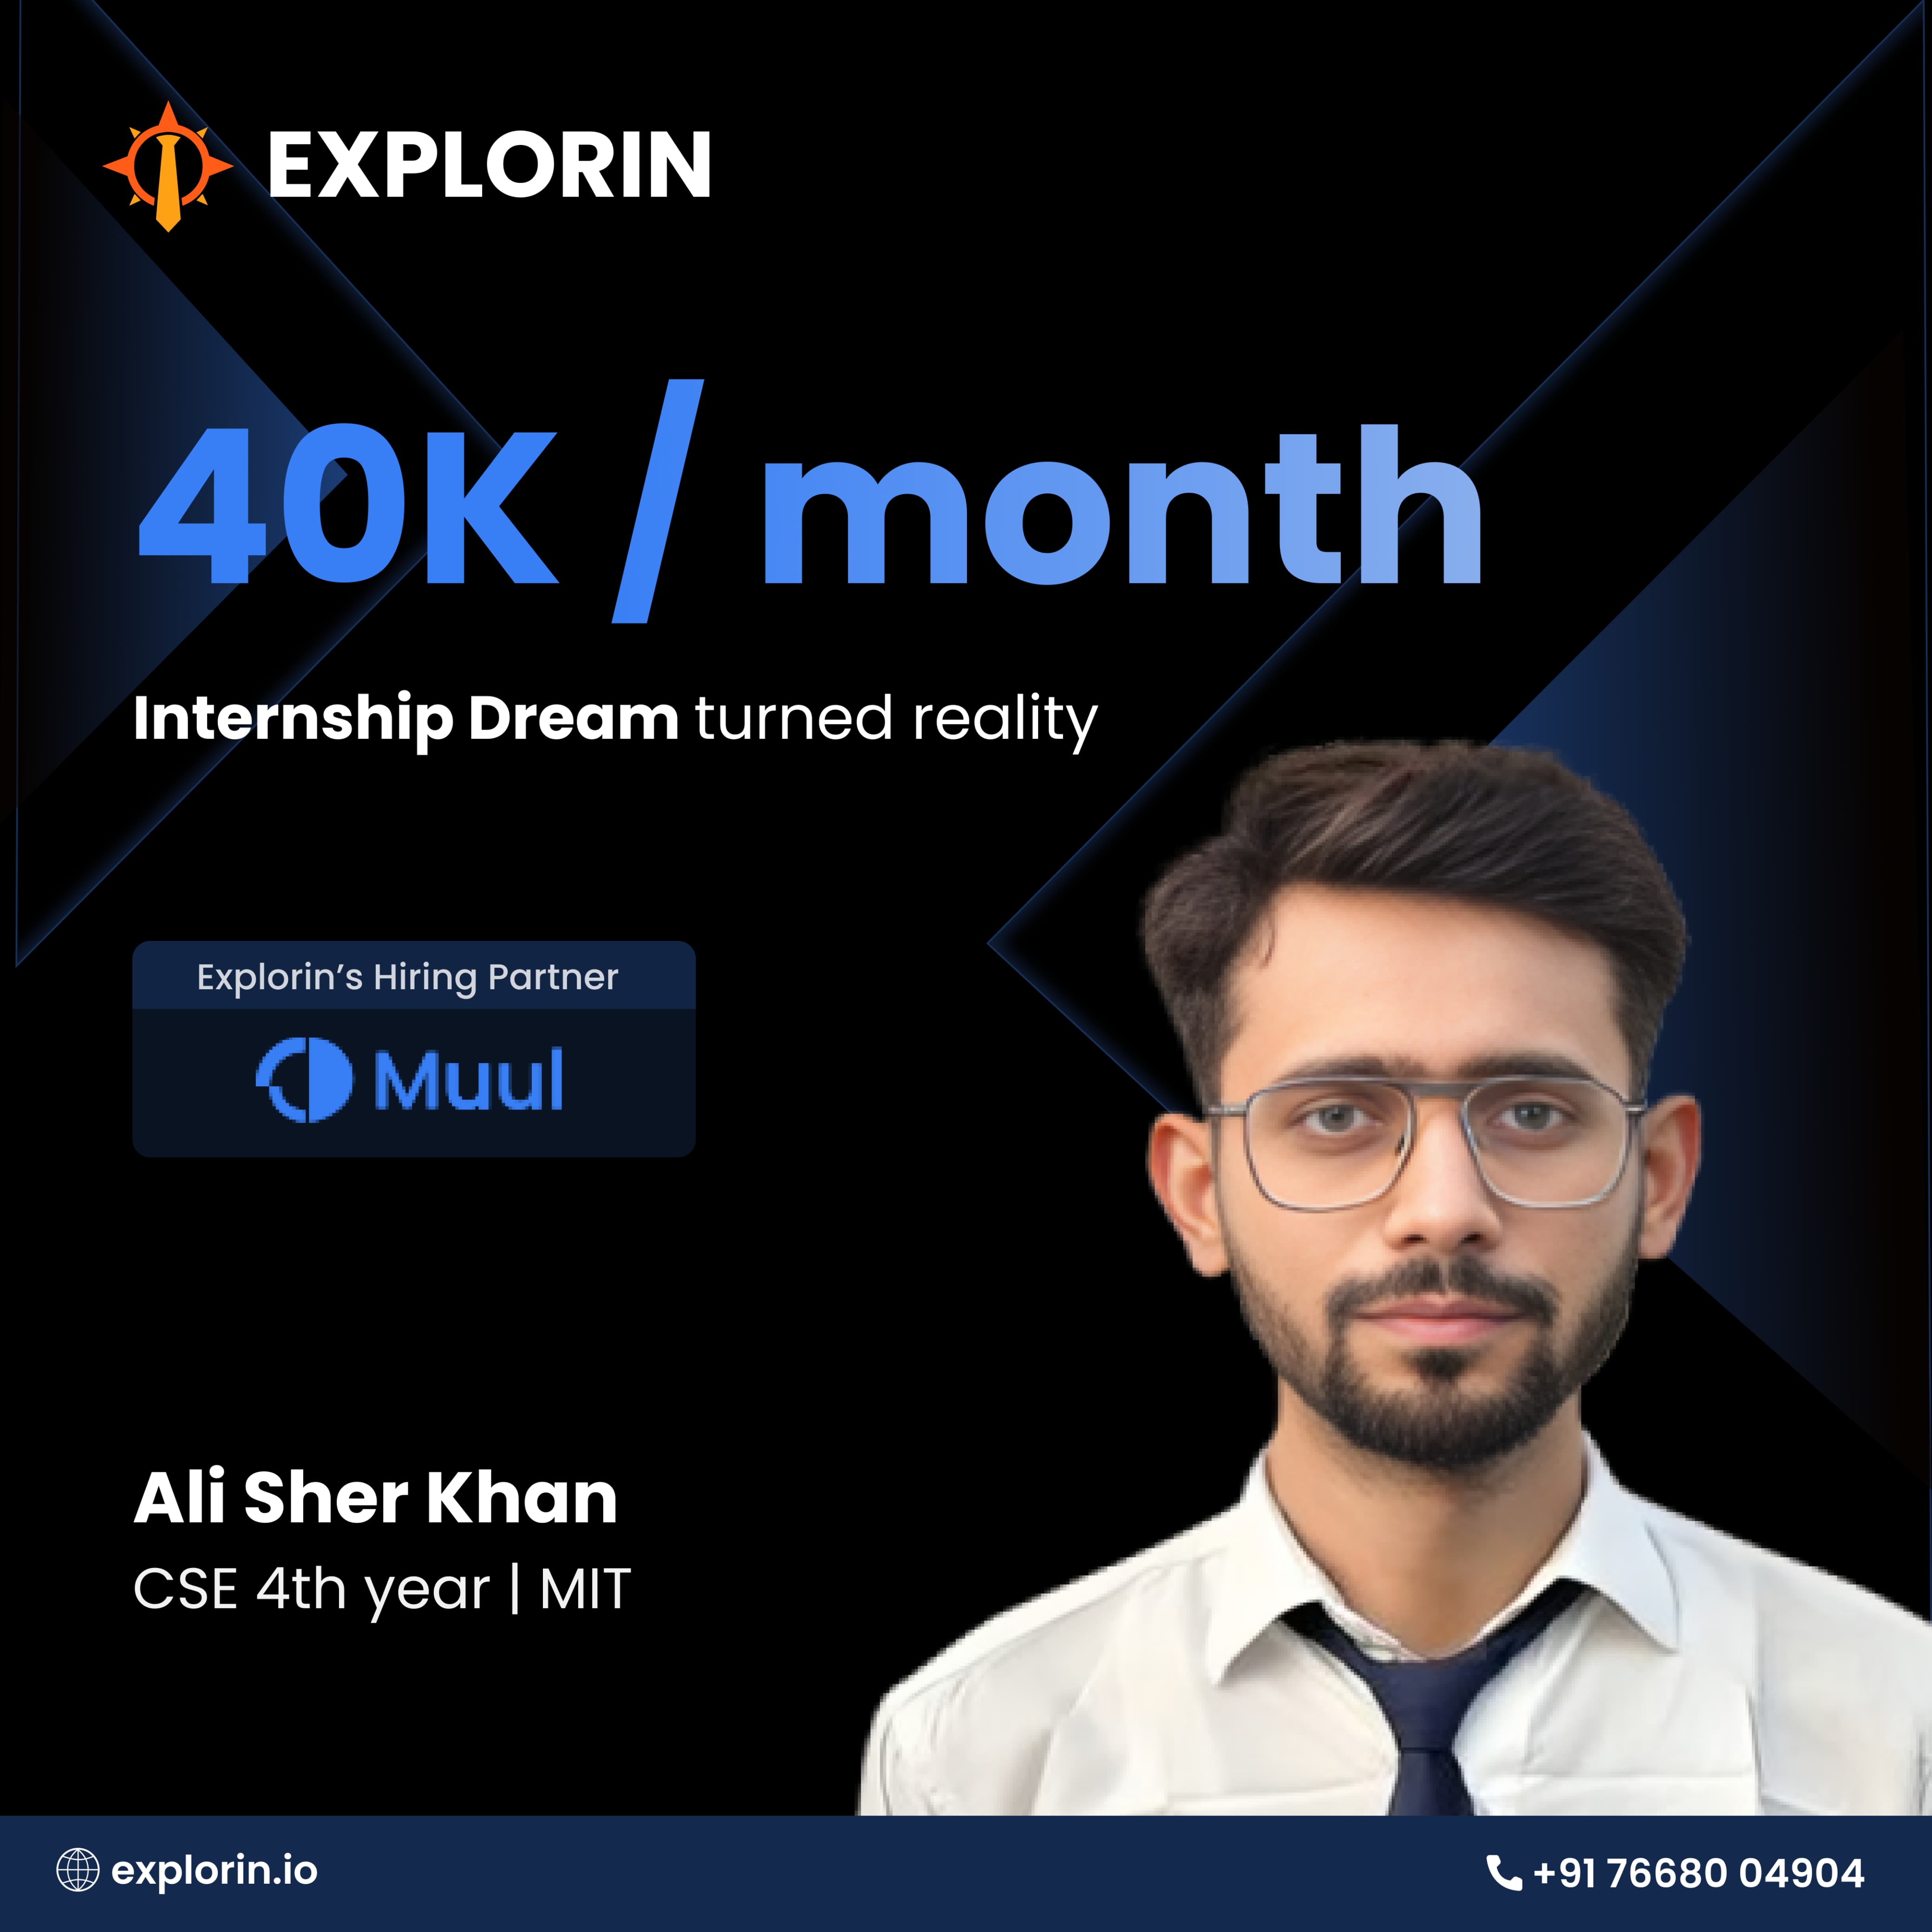 EXPLORIN
40K / month
Internship Dream turned reality
Explorin’s Hiring Partner
Muul
Ali Sher Khan
CSE 4th year | MIT
explorin.io
+91 76680 04904